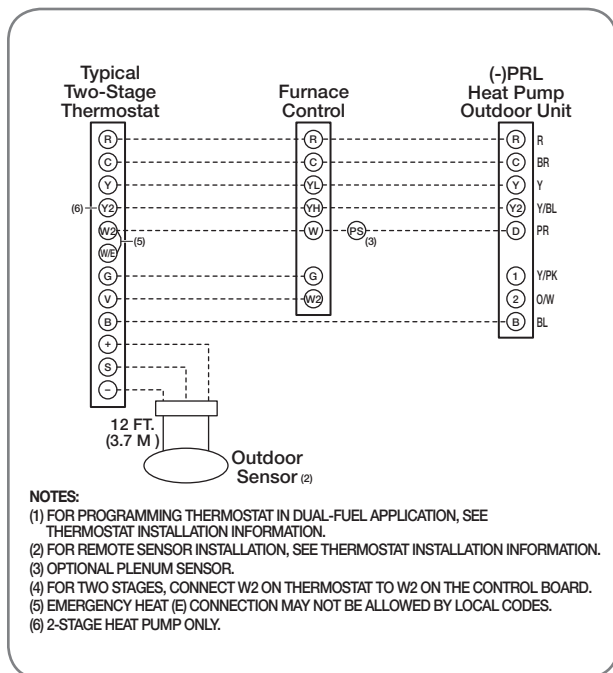 Typical
Two-Stage
Thermostat
Furnace
Control
(-)PRL
Heat Pump
Outdoor Unit
R R R R
C C C BR
Y YL Y Y
(6) Y2 YH Y2 Y/BL
W2 W PS D PR
(5) (3)
W/E
G G 1 Y/PK
V W2 2 O/W
B B BL
+
S
–
12 FT.
(3.7 M )
Outdoor
Sensor (2)
NOTES:
(1) FOR PROGRAMMING THERMOSTAT IN DUAL-FUEL APPLICATION, SEE
THERMOSTAT INSTALLATION INFORMATION.
(2) FOR REMOTE SENSOR INSTALLATION, SEE THERMOSTAT INSTALLATION INFORMATION.
(3) OPTIONAL PLENUM SENSOR.
(4) FOR TWO STAGES, CONNECT W2 ON THERMOSTAT TO W2 ON THE CONTROL BOARD.
(5) EMERGENCY HEAT (E) CONNECTION MAY NOT BE ALLOWED BY LOCAL CODES.
(6) 2-STAGE HEAT PUMP ONLY.